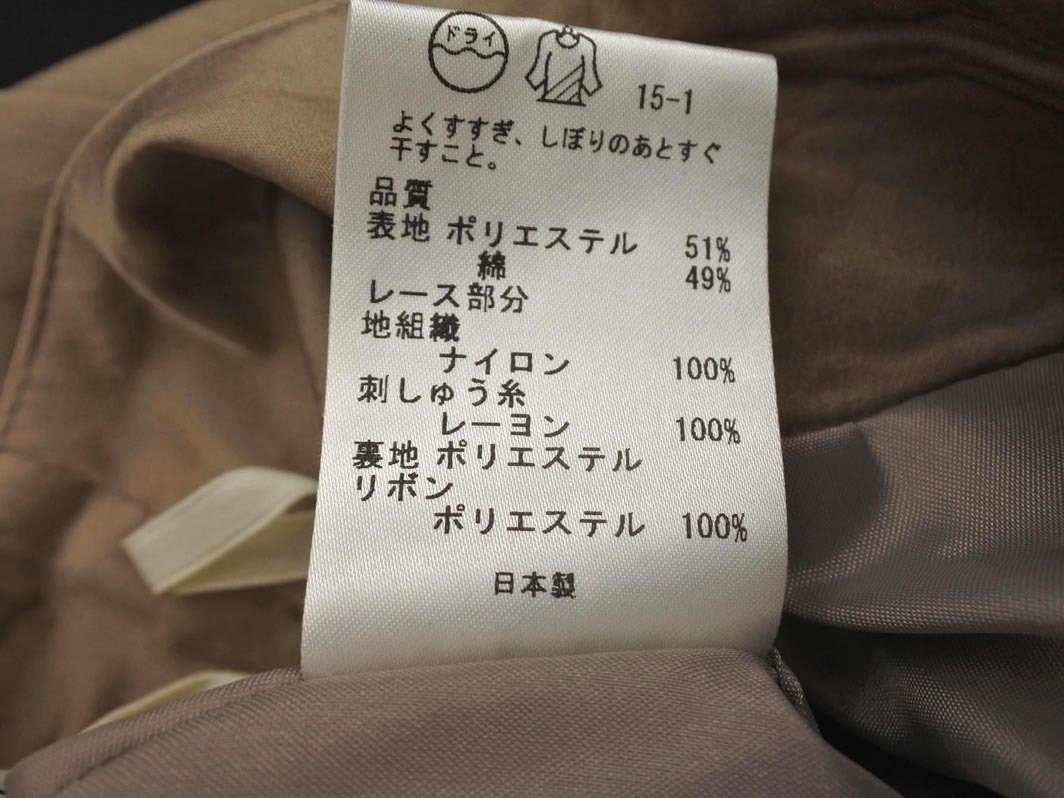 ドライ
15-1
よくすすぎ、しぼりのあとすぐ
干すこと。
品質
表地 ポリエステル 51%
綿 49%
レース部分
地組織
ナイロン 100%
刺しゅう糸
レーヨン 100%
裏地 ポリエステル
リボン
ポリエステル 100%
日本製